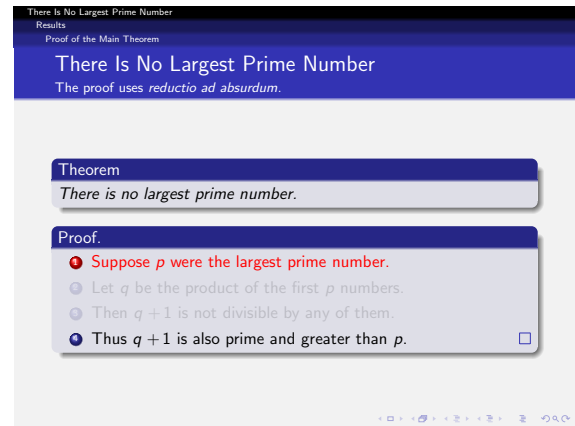 There Is No Largest Prime Number
Results
Proof of the Main Theorem
There Is No Largest Prime Number
The proof uses reductio ad absurdum.
Theorem
There is no largest prime number.
Proof.
1 Suppose p were the largest prime number.
2 Let q be the product of the first p numbers.
3 Then q + 1 is not divisible by any of them.
4 Thus q + 1 is also prime and greater than p.